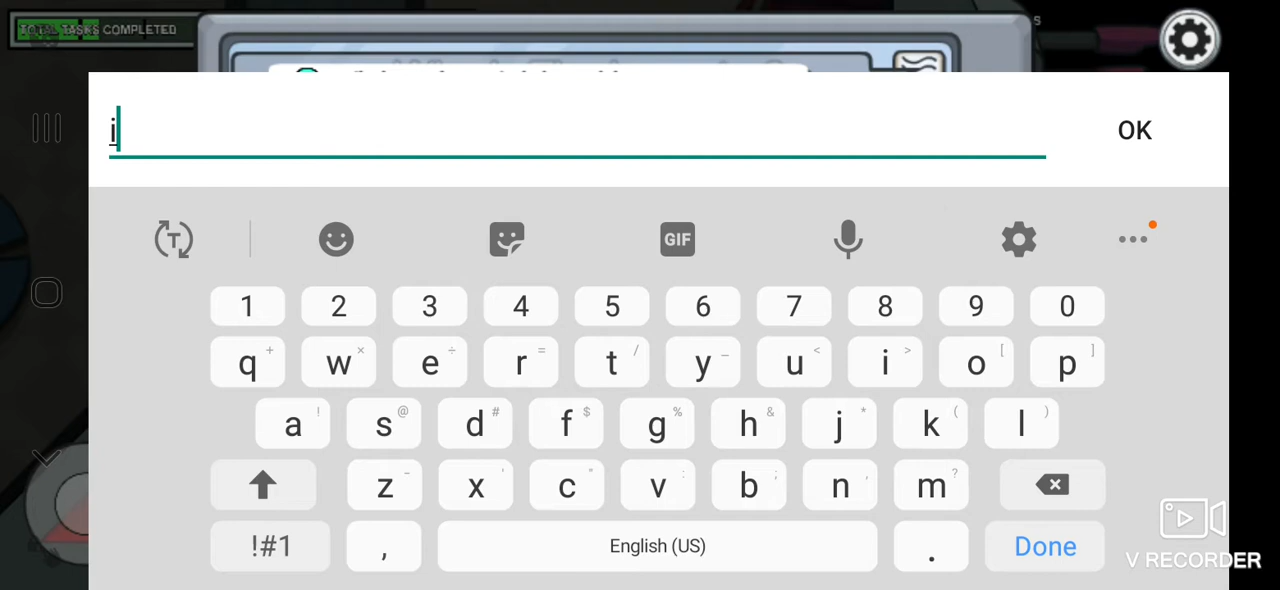 TOTAL TASKS COMPLETED
S
i
OK
T
GIF
1 2 3 4 5 6 7 8 9 0
q + w × e ÷ r = t / y _ u < i > o [ p ]
a ! s @ d # f $ g % h & j * k ( l )
z - x ' c " v : b ; n , m ?
!#1 , English (US) . Done
V RECORDER